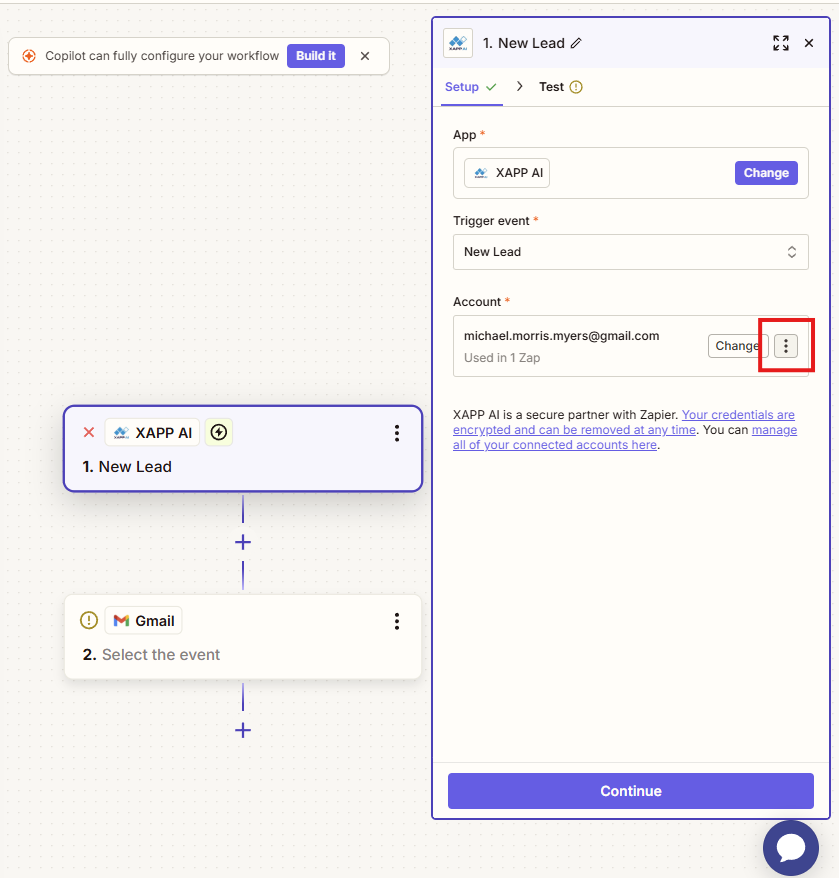 Copilot can fully configure your workflow Build it
XAPP AI
1. New Lead
Setup > Test
App *
XAPP AI
Change
Trigger event *
New Lead
Account *
michael.morris.myers@gmail.com
Used in 1 Zap
Change
XAPP AI is a secure partner with Zapier. Your credentials are
encrypted and can be removed at any time. You can manage
all of your connected accounts here.
Continue
XAPP AI
1. New Lead
Gmail
2. Select the event